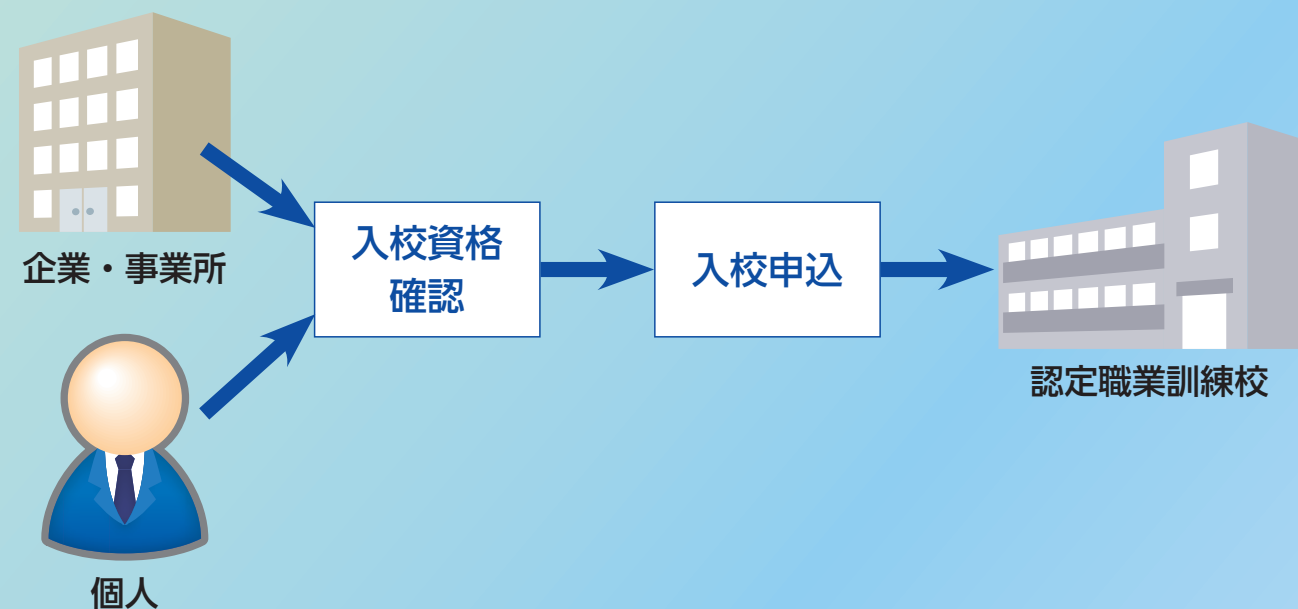 企業・事業所
個人
入校資格
確認
入校申込
認定職業訓練校